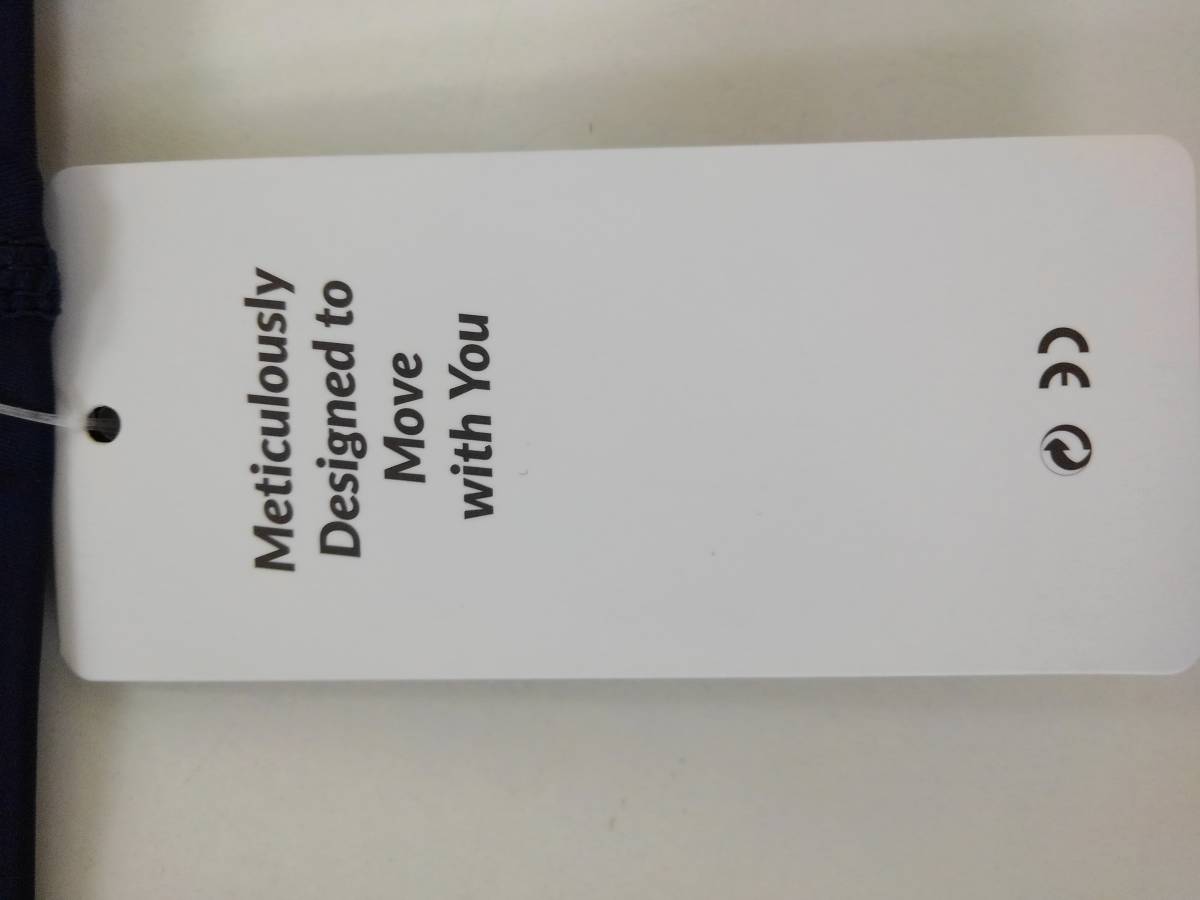 Meticulously
Designed to
Move
with You
CE